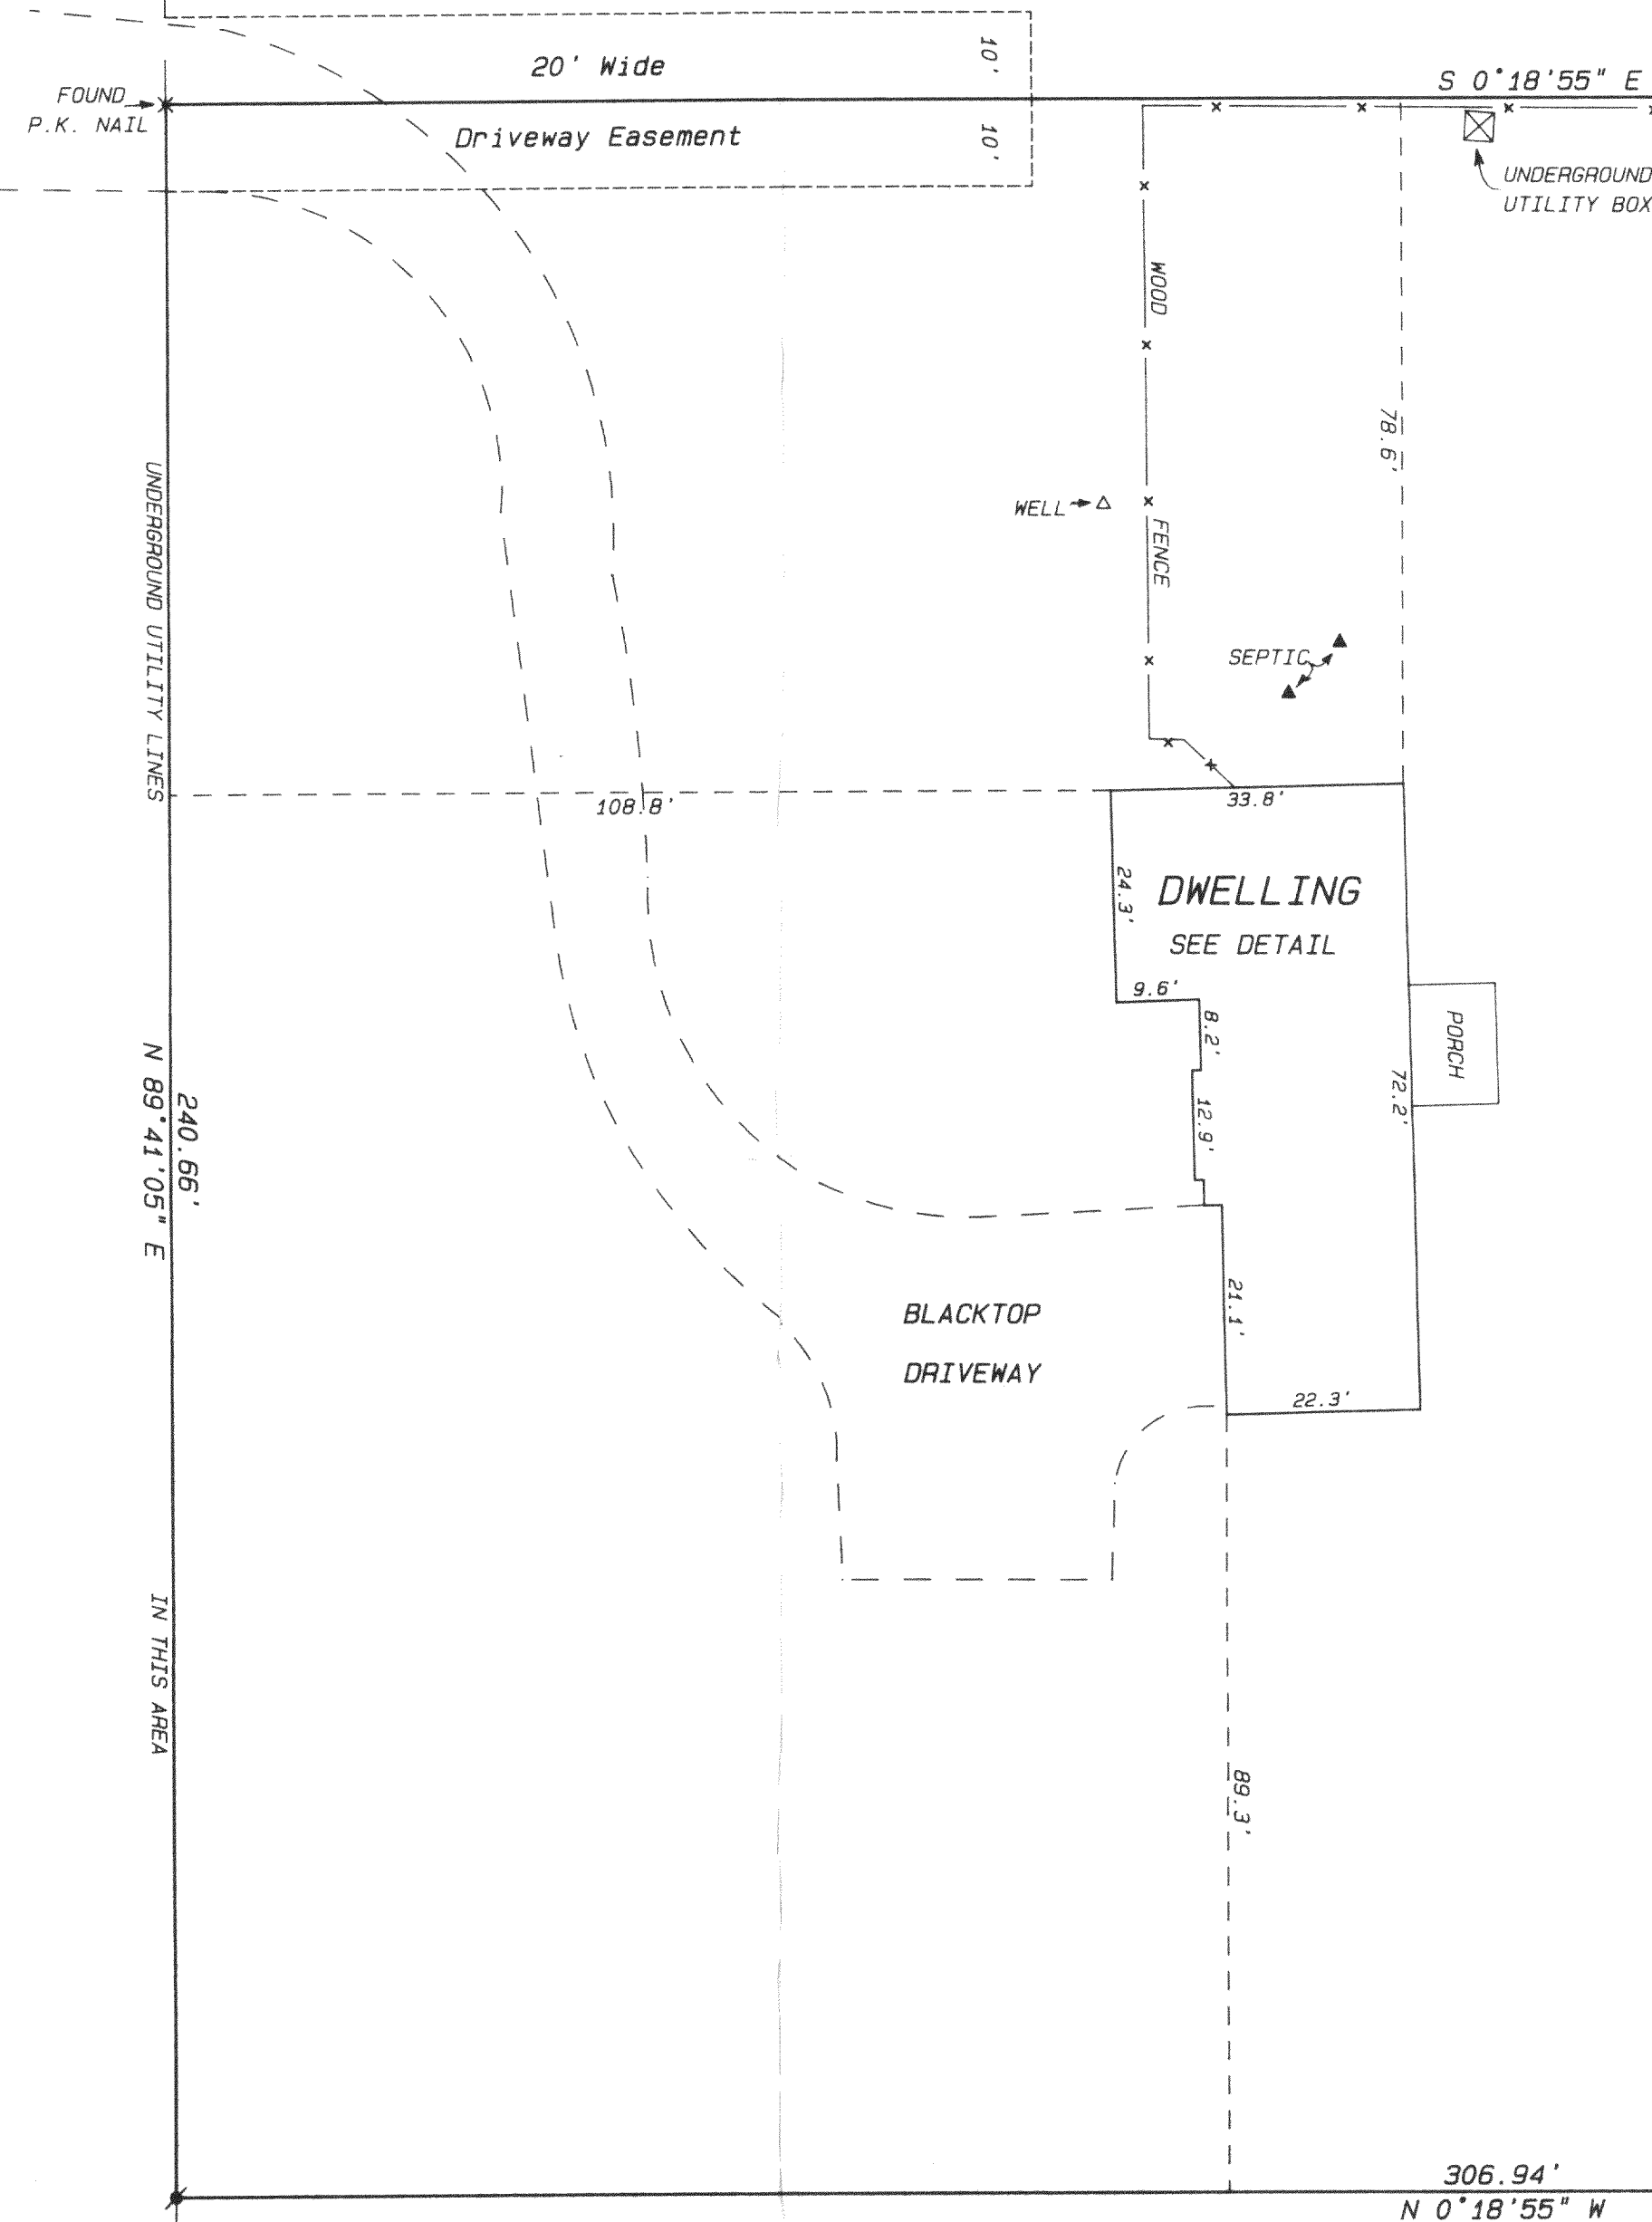 20' Wide
10'
S 0°18'55" E
FOUND
P.K. NAIL
Driveway Easement
10'
UNDERGROUND
UTILITY BOX
WOOD
78.6'
WELL
FENCE
UNDERGROUND UTILITY LINES
SEPTIC
108.8'
33.8'
24.3'
DWELLING
SEE DETAIL
9.6'
8.2'
PORCH
72.2'
12.9'
240.66'
N 89°41'05" E
21.1'
BLACKTOP
DRIVEWAY
22.3'
IN THIS AREA
89.3'
306.94'
N 0°18'55" W